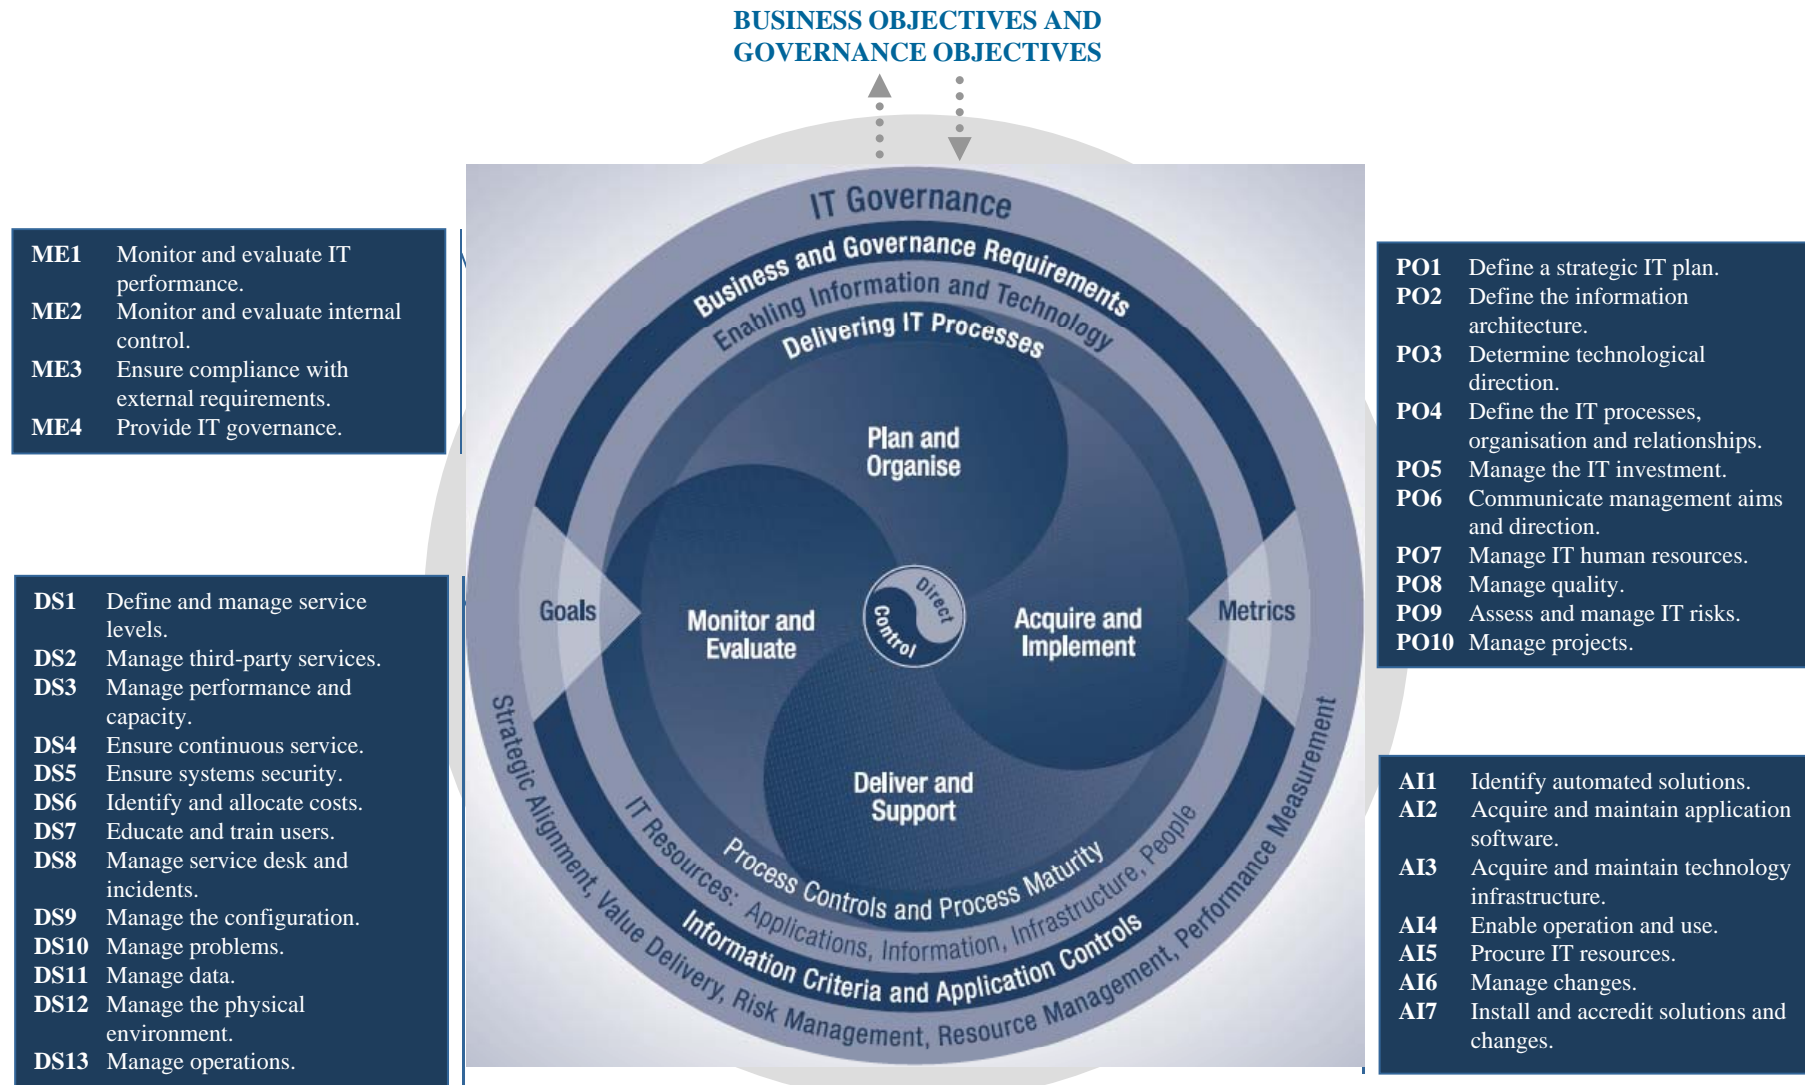 BUSINESS OBJECTIVES AND
GOVERNANCE OBJECTIVES
IT Governance
Business and Governance Requirements
Enabling Information and Technology
Delivering IT Processes
ME1 Monitor and evaluate IT
performance.
ME2 Monitor and evaluate internal
control.
ME3 Ensure compliance with
external requirements.
ME4 Provide IT governance.
PO1 Define a strategic IT plan.
PO2 Define the information
architecture.
PO3 Determine technological
direction.
PO4 Define the IT processes,
organisation and relationships.
PO5 Manage the IT investment.
PO6 Communicate management aims
and direction.
PO7 Manage IT human resources.
PO8 Manage quality.
PO9 Assess and manage IT risks.
PO10 Manage projects.
Plan and
Organise
Goals
Monitor and
Evaluate
Direct
Control
Acquire and
Implement
Metrics
Deliver and
Support
Process Controls and Process Maturity
IT Resources: Applications, Information, Infrastructure, People
Information Criteria and Application Controls
Strategic Alignment, Value Delivery, Risk Management, Resource Management, Performance Measurement
DS1 Define and manage service
levels.
DS2 Manage third-party services.
DS3 Manage performance and
capacity.
DS4 Ensure continuous service.
DS5 Ensure systems security.
DS6 Identify and allocate costs.
DS7 Educate and train users.
DS8 Manage service desk and
incidents.
DS9 Manage the configuration.
DS10 Manage problems.
DS11 Manage data.
DS12 Manage the physical
environment.
DS13 Manage operations.
AI1 Identify automated solutions.
AI2 Acquire and maintain application
software.
AI3 Acquire and maintain technology
infrastructure.
AI4 Enable operation and use.
AI5 Procure IT resources.
AI6 Manage changes.
AI7 Install and accredit solutions and
changes.